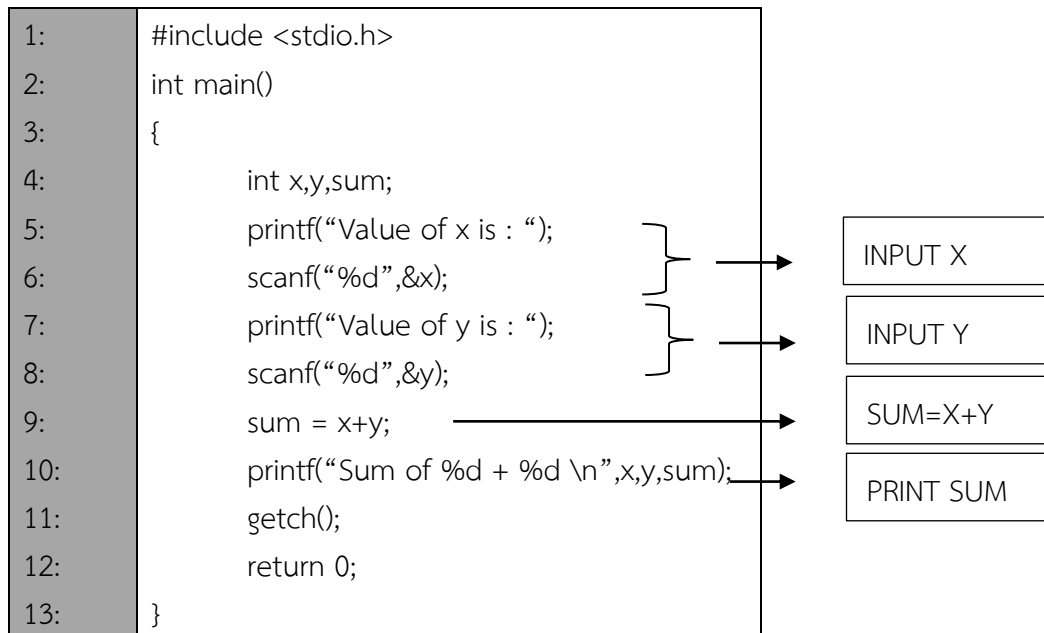 1: #include <stdio.h>
2: int main()
3: {
4: int x,y,sum;
5: printf(“Value of x is : “);
6: scanf(“%d”,&x);
7: printf(“Value of y is : “);
8: scanf(“%d”,&y);
9: sum = x+y;
10: printf(“Sum of %d + %d \n”,x,y,sum);
11: getch();
12: return 0;
13: }
INPUT X
INPUT Y
SUM=X+Y
PRINT SUM